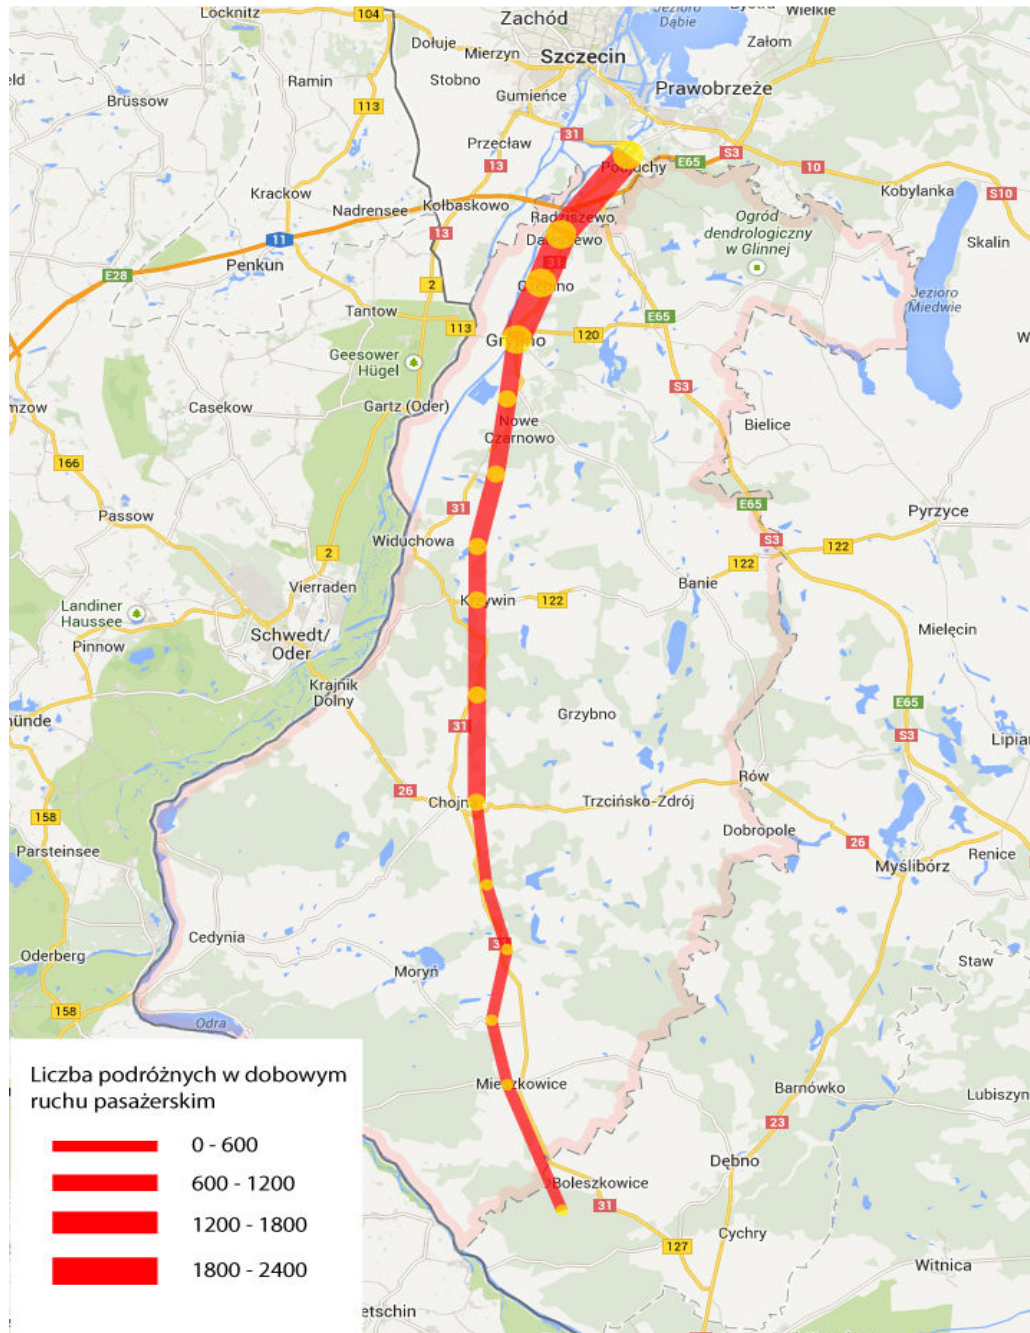 Löcknitz
104
Zachód
Jezioro
Dąbie
Wielkie
Dołuje
Mierzyn
Szczecin
Załom
Stobno
Ramin
Gumieńce
Prawobrzeże
Brüssow
113
Przecław
31
S3
E65
13
10
Krackow
Kobylanka
S10
Nadrensee
Kołbaskowo
Radziszewo
Ogród
dendrologiczny
w Glinnej
11
13
Skalin
E28
Penkun
31
2
Jezioro
Miedwie
Tantow
113
E65
120
Geesower
Hügel
S3
Casekow
Gartz (Oder)
Nowe
Czarnowo
Bielice
166
31
E65
Passow
Pyrzyce
S3
Widuchowa
2
122
122
Vierraden
Banie
Landiner
Haussee
122
Pinnow
Schwedt/
Oder
Mielęcin
Krajnik
Dolny
E65
Grzybno
31
S3
Rów
26
Trzcińsko-Zdrój
158
Dobropole
26
Parsteinsee
Renice
Myślibórz
Cedynia
Oderberg
Moryń
Staw
158
Odra
Liczba podróżnych w dobowym
ruchu pasażerskim
Mieszkowice
Barnówko
Lubiszyn
0 - 600
23
600 - 1200
Dębno
Boleszkowice
1200 - 1800
31
Cychry
127
1800 - 2400
Witnica